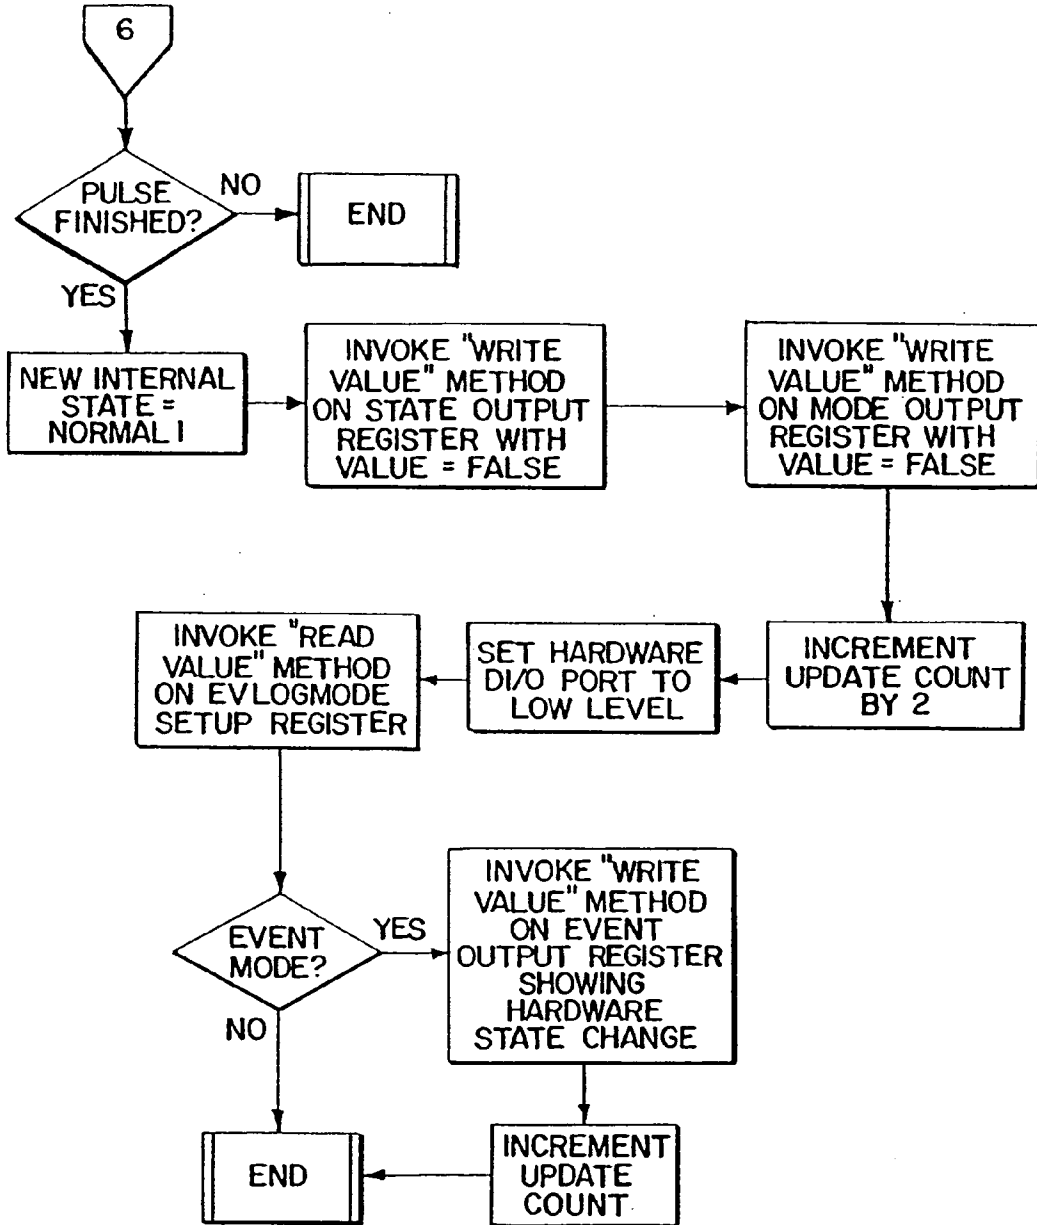 6
PULSE
FINISHED?
NO
END
YES
NEW INTERNAL
STATE =
NORMAL 1
INVOKE "WRITE
VALUE" METHOD
ON STATE OUTPUT
REGISTER WITH
VALUE = FALSE
INVOKE "WRITE
VALUE" METHOD
ON MODE OUTPUT
REGISTER WITH
VALUE = FALSE
INCREMENT
UPDATE COUNT
BY 2
SET HARDWARE
DI/O PORT TO
LOW LEVEL
INVOKE "READ
VALUE" METHOD
ON EVLOGMODE
SETUP REGISTER
EVENT
MODE?
YES
NO
INVOKE "WRITE
VALUE" METHOD
ON EVENT
OUTPUT REGISTER
SHOWING
HARDWARE
STATE CHANGE
INCREMENT
UPDATE
COUNT
END